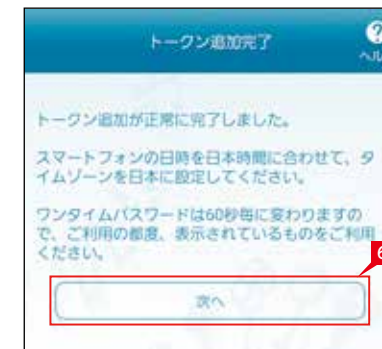 トークン追加完了
?
ヘル
トークン追加が正常に完了しました。
スマートフォンの日時を日本時間に合わせて、タ
イムゾーンを日本に設定してください。
ワンタイムパスワードは60秒毎に変わりますの
で、ご利用の都度、表示されているものをご利用
ください。
6
次へ